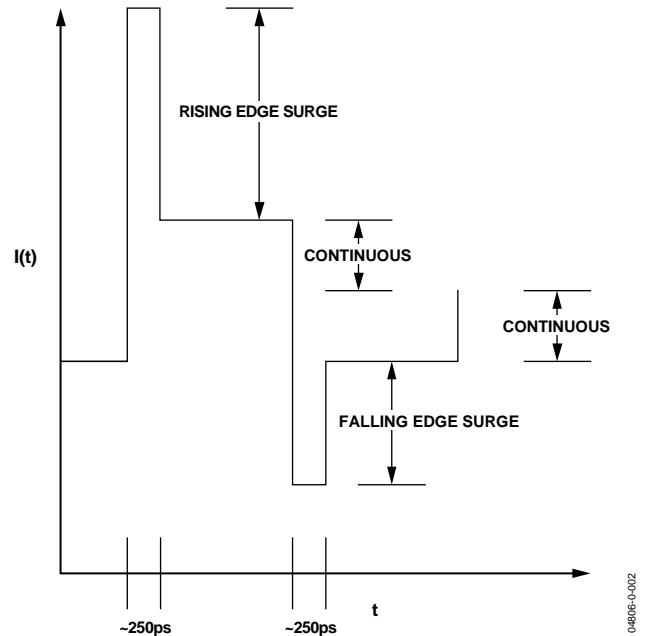 RISING EDGE SURGE
I(t)
CONTINUOUS
CONTINUOUS
FALLING EDGE SURGE
~250ps
~250ps
t
04806-0-002